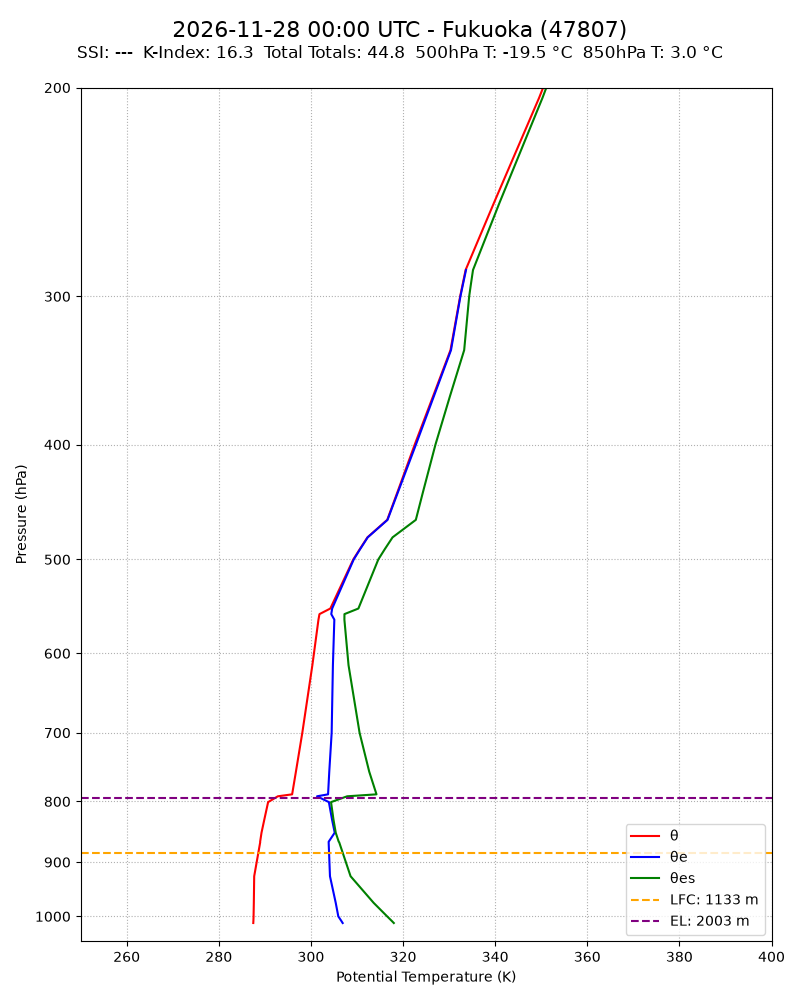 2026-11-28 00:00 UTC - Fukuoka (47807)
SSI: ---  K-Index: 16.3  Total Totals: 44.8  500hPa T: -19.5 °C  850hPa T: 3.0 °C
200
300
400
500
600
700
800
900
1000
Pressure (hPa)
θ
θe
θes
LFC: 1133 m
EL: 2003 m
260
280
300
320
340
360
380
400
Potential Temperature (K)